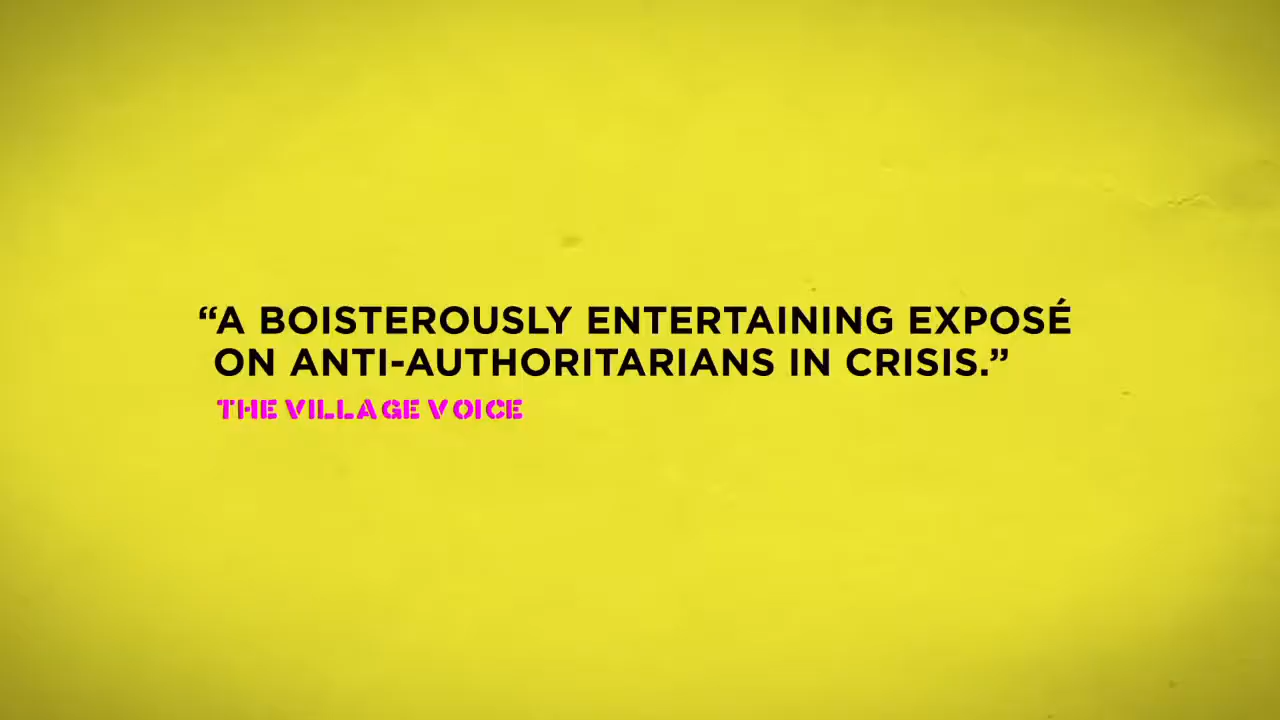 “A BOISTEROUSLY ENTERTAINING EXPOSÉ
ON ANTI-AUTHORITARIANS IN CRISIS.”
THE VILLAGE VOICE